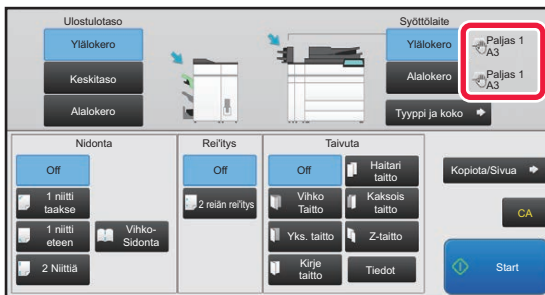 Ulostulotaso
Ylälokero
Keskitaso
Alalokero
Syöttölaite
Ylälokero
Paljas 1
A3
Alalokero
Paljas 1
A3
Tyyppi ja koko
Nidonta
Off
1 niitti
taakse
1 niitti
eteen
2 Niittiä
Vihko-
Sidonta
Rei'itys
Off
2 reiän rei'itys
Taivuta
Off
Haitari
taitto
Vihko
Taitto
Kaksois
taitto
Yks. taitto
Z-taitto
Kirje
taitto
Tiedot
Kopiota/Sivua
CA
Start